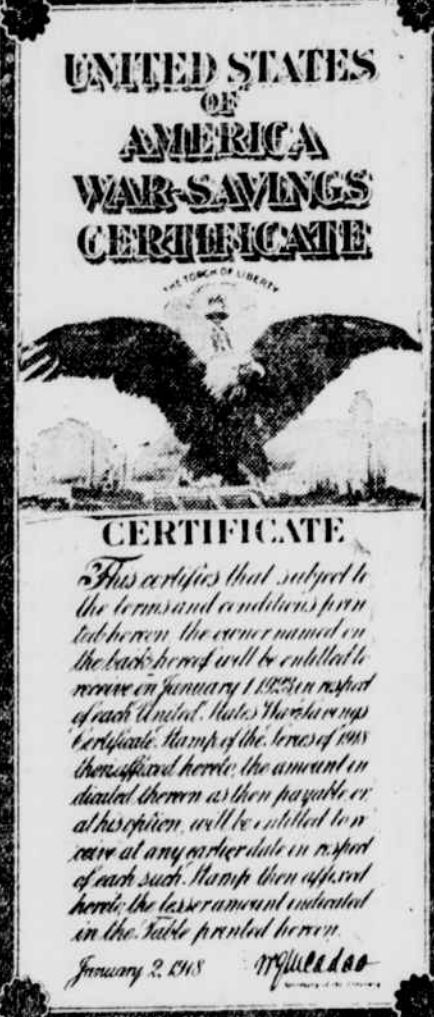 UNITED STATES
OF
AMERICA
WAR-SAVINGS
CERTIFICATE
THE TORCH OF LIBERTY
CERTIFICATE
This certifies that subject to
the terms and conditions prin
ted hereon the owner named on
the back hereof will be entitled to
receive on January 1 1923 in respect
of each United States War-Savings
Certificate Stamp of the Series of 1918
then affixed hereto, the amount in
dicated thereon as then payable or,
at his option, will be entitled to re
ceive at any earlier date in respect
of each such Stamp then affixed
hereto, the lesser amount indicated
in the Table printed hereon.
January 2, 1918 W G McAdoo
Secretary of the Treasury